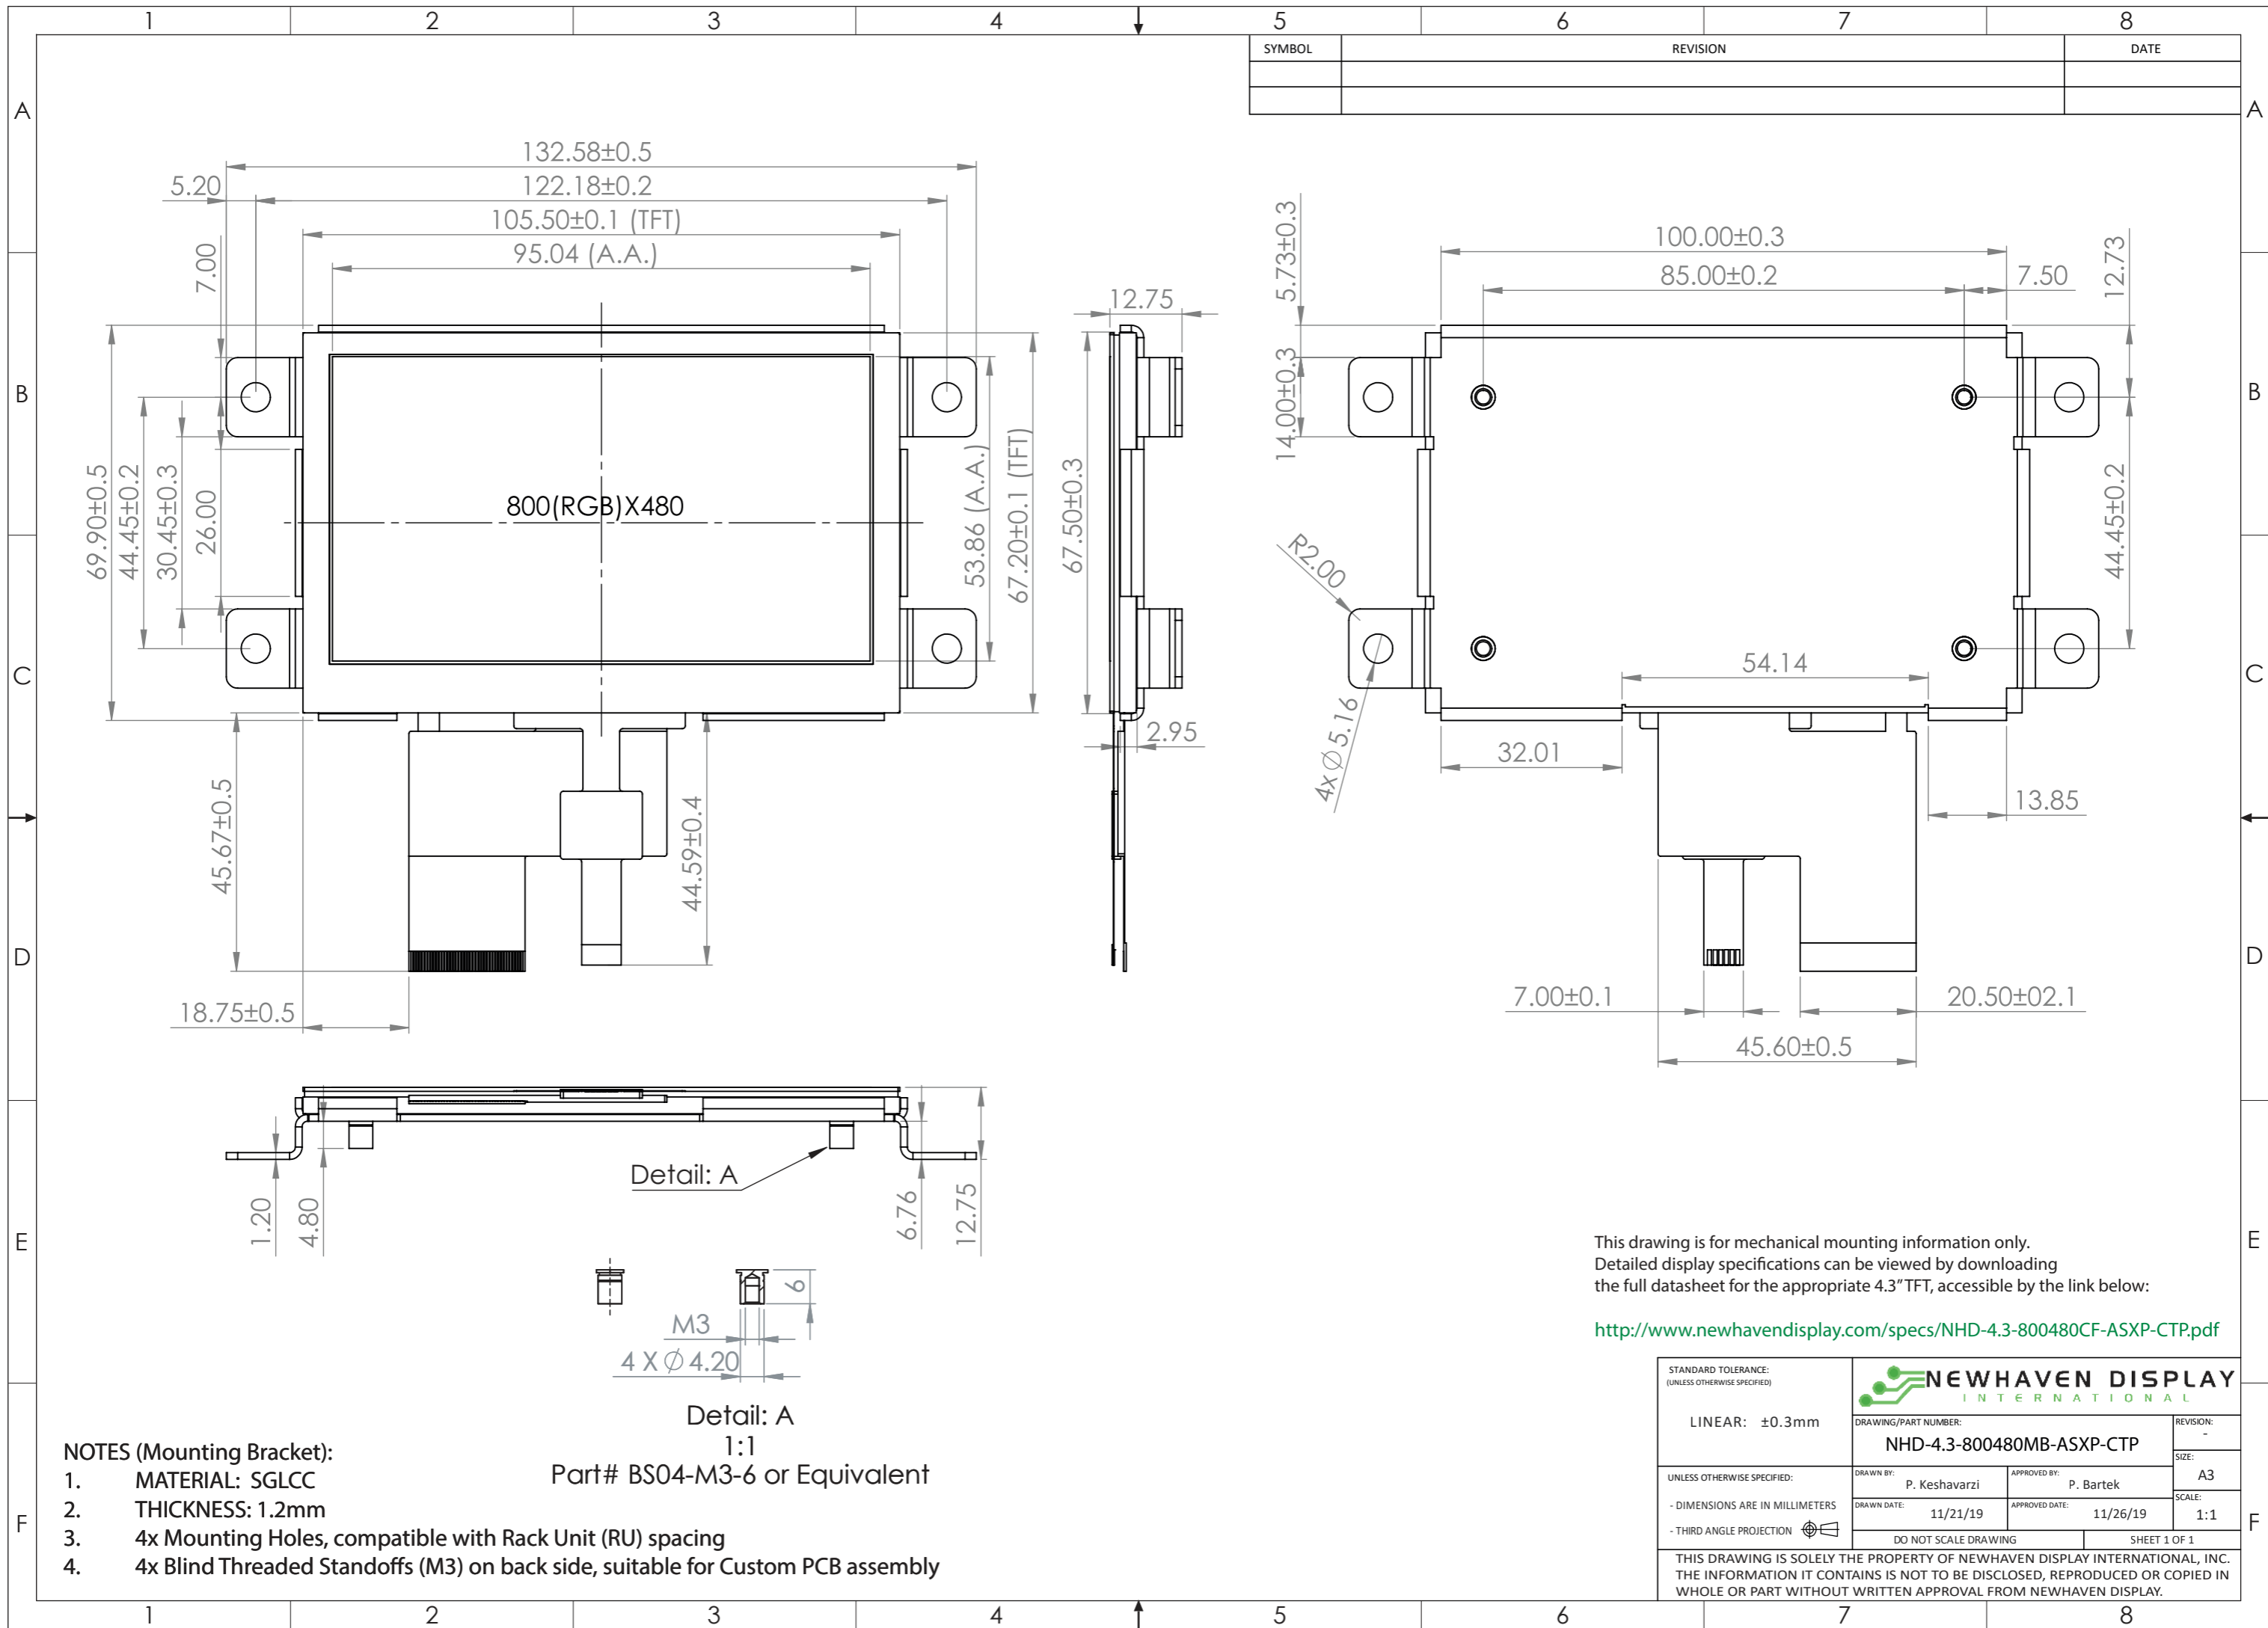 1 2 3 4 5 6 7 8
SYMBOL REVISION DATE
A A
B B
C C
D D
E E
F F
132.58±0.5
5.20
122.18±0.2
105.50±0.1 (TFT)
95.04 (A.A.)
7.00
69.90±0.5
44.45±0.2
30.45±0.3
26.00
800(RGB)X480
53.86 (A.A.)
67.20±0.1 (TFT)
45.67±0.5
44.59±0.4
18.75±0.5
12.75
67.50±0.3
2.95
5.73±0.3
14.00±0.3
100.00±0.3
85.00±0.2
7.50
12.73
44.45±0.2
R2.00
4x Ø5.16
54.14
32.01
13.85
7.00±0.1
20.50±02.1
45.60±0.5
Detail: A
1.20
4.80
6.76
12.75
6
M3
4 X Ø 4.20
Detail: A
1:1
Part# BS04-M3-6 or Equivalent
NOTES (Mounting Bracket):
1. MATERIAL: SGLCC
2. THICKNESS: 1.2mm
3. 4x Mounting Holes, compatible with Rack Unit (RU) spacing
4. 4x Blind Threaded Standoffs (M3) on back side, suitable for Custom PCB assembly
This drawing is for mechanical mounting information only.
Detailed display specifications can be viewed by downloading
the full datasheet for the appropriate 4.3” TFT, accessible by the link below:
http://www.newhavendisplay.com/specs/NHD-4.3-800480CF-ASXP-CTP.pdf
STANDARD TOLERANCE:
(UNLESS OTHERWISE SPECIFIED)
LINEAR: ±0.3mm
NEWHAVEN DISPLAY
INTERNATIONAL
DRAWING/PART NUMBER:
NHD-4.3-800480MB-ASXP-CTP
REVISION:
-
SIZE:
A3
UNLESS OTHERWISE SPECIFIED:
- DIMENSIONS ARE IN MILLIMETERS
- THIRD ANGLE PROJECTION
DRAWN BY:
P. Keshavarzi
APPROVED BY:
P. Bartek
DRAWN DATE:
11/21/19
APPROVED DATE:
11/26/19
SCALE:
1:1
DO NOT SCALE DRAWING
SHEET 1 OF 1
THIS DRAWING IS SOLELY THE PROPERTY OF NEWHAVEN DISPLAY INTERNATIONAL, INC.
THE INFORMATION IT CONTAINS IS NOT TO BE DISCLOSED, REPRODUCED OR COPIED IN
WHOLE OR PART WITHOUT WRITTEN APPROVAL FROM NEWHAVEN DISPLAY.
1 2 3 4 5 6 7 8